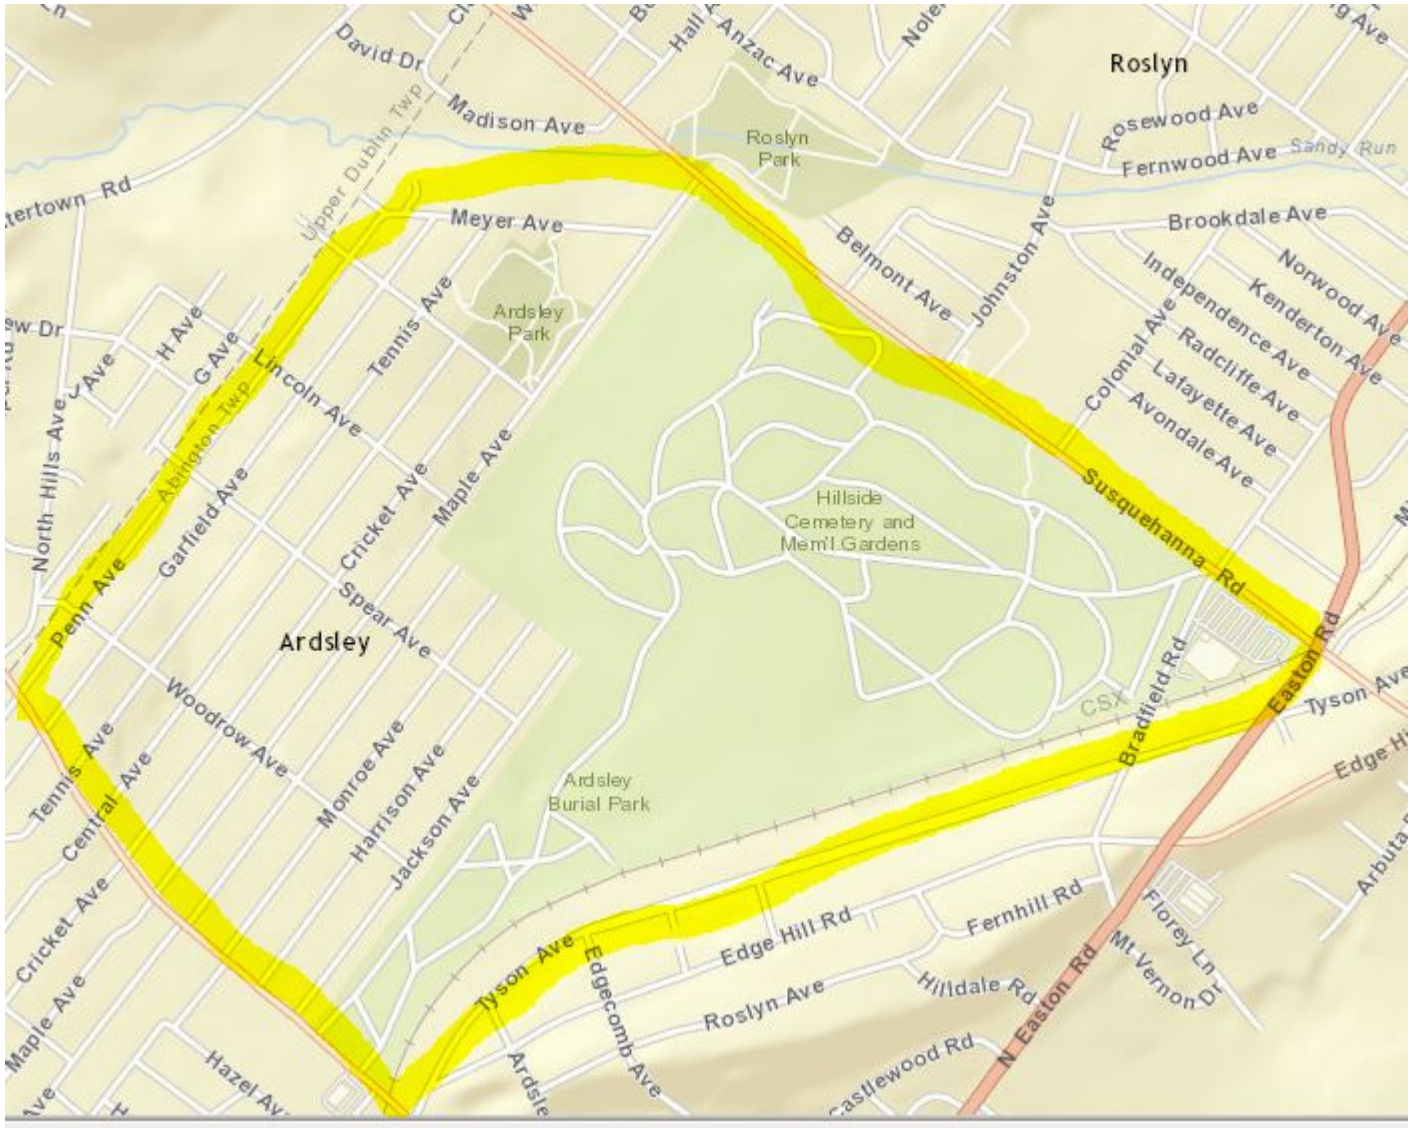 David Dr
Hall
Anzac Ave
Roslyn
Madison Ave
Upper Dublin Twp
Roslyn
Park
Rosewood Ave
Fernwood Ave
Sandy Run
Rd
Meyer Ave
Belmont Ave
Johnston Ave
Brookdale Ave
Norwood Ave
Kenderton Ave
Independence Ave
Radcliffe Ave
Lafayette Ave
Avondale Ave
Colonial Ave
Ardsley
Park
Tennis Ave
H Ave
G Ave
J Ave
Dr
Lincoln Ave
Abington Twp
North Hills Ave
Garfield Ave
Cricket Ave
Maple Ave
Hillside
Cemetery and
Mem'l Gardens
Susquehanna Rd
Penn Ave
Spear Ave
Ardsley
Woodrow Ave
Bradfield Rd
Easton Rd
Tyson Ave
Edge
CSX
Monroe Ave
Harrison Ave
Jackson Ave
Tennis Ave
Central Ave
Cricket Ave
Maple Ave
Ardsley
Burial Park
Tyson Ave
Edge Hill Rd
Fernhill Rd
Edgecomb Ave
Roslyn Ave
Hilldale Rd
Florey Ln
Mt Vernon Dr
N Easton Rd
Castlewood Rd
Hazel Ave
Ave